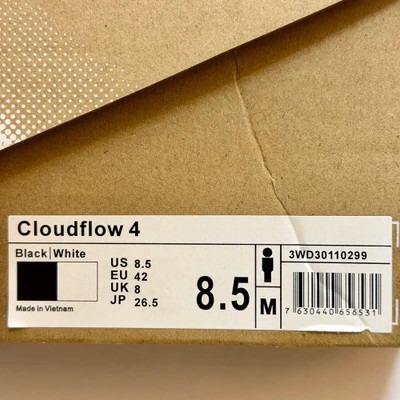 Cloudflow 4
Black|White
US 8.5
EU 42
UK 8
JP 26.5
8.5
M
3WD30110299
7 630440 656531
Made in Vietnam